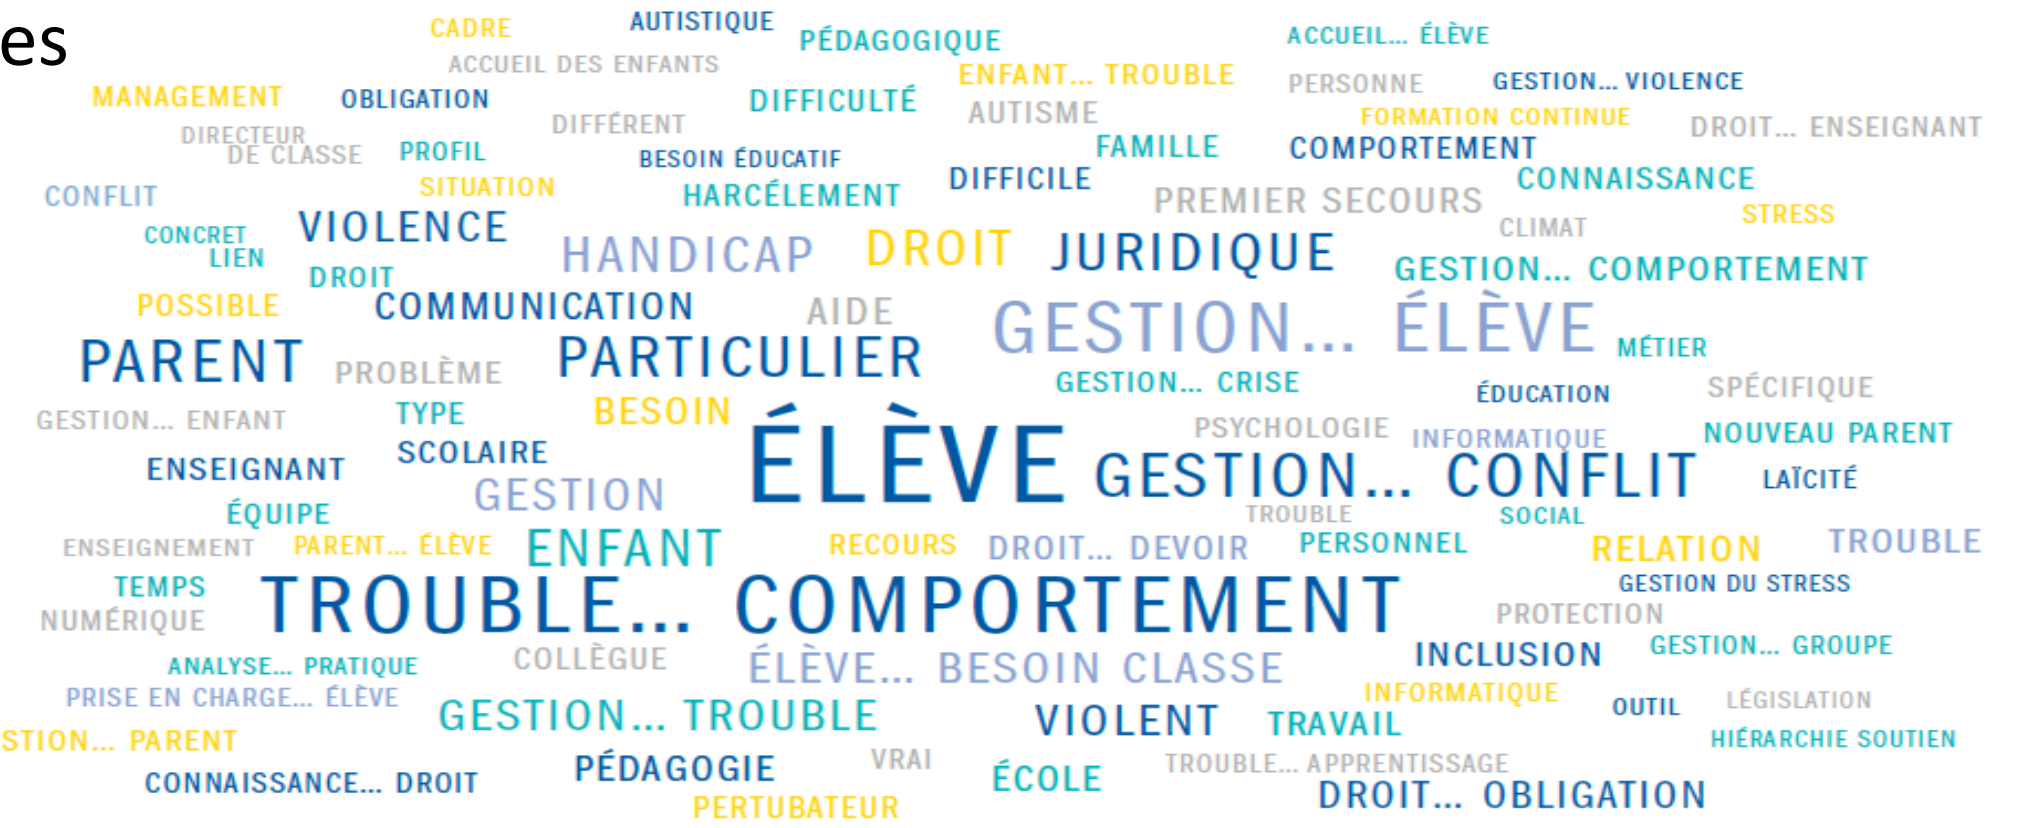 es
CADRE
AUTISTIQUE
PÉDAGOGIQUE
ACCUEIL... ÉLÈVE
ACCUEIL DES ENFANTS
ENFANT... TROUBLE
PERSONNE
GESTION... VIOLENCE
MANAGEMENT
OBLIGATION
DIFFICULTÉ
AUTISME
FORMATION CONTINUE
DROIT... ENSEIGNANT
DIRECTEUR
DE CLASSE
DIFFÉRENT
PROFIL
BESOIN ÉDUCATIF
FAMILLE
COMPORTEMENT
CONFLIT
SITUATION
HARCÉLEMENT
DIFFICILE
PREMIER SECOURS
CONNAISSANCE
STRESS
CONCRET
LIEN
VIOLENCE
HANDICAP
DROIT
JURIDIQUE
CLIMAT
GESTION... COMPORTEMENT
DROIT
POSSIBLE
COMMUNICATION
AIDE
GESTION... ÉLÈVE
MÉTIER
PARENT
PROBLÈME
PARTICULIER
GESTION... CRISE
ÉDUCATION
SPÉCIFIQUE
GESTION... ENFANT
TYPE
BESOIN
ÉLÈVE
PSYCHOLOGIE
INFORMATIQUE
NOUVEAU PARENT
ENSEIGNANT
SCOLAIRE
GESTION
GESTION... CONFLIT
LAÏCITÉ
ÉQUIPE
TROUBLE
SOCIAL
ENSEIGNEMENT
PARENT... ÉLÈVE
ENFANT
RECOURS
DROIT... DEVOIR
PERSONNEL
RELATION
TROUBLE
TEMPS
TROUBLE... COMPORTEMENT
GESTION DU STRESS
NUMÉRIQUE
PROTECTION
ANALYSE... PRATIQUE
COLLÈGUE
ÉLÈVE... BESOIN CLASSE
INCLUSION
GESTION... GROUPE
PRISE EN CHARGE... ÉLÈVE
GESTION... TROUBLE
VIOLENT
TRAVAIL
INFORMATIQUE
OUTIL
LÉGISLATION
STION... PARENT
HIÉRARCHIE SOUTIEN
CONNAISSANCE... DROIT
PÉDAGOGIE
VRAI
ÉCOLE
TROUBLE... APPRENTISSAGE
PERTUBATEUR
DROIT... OBLIGATION